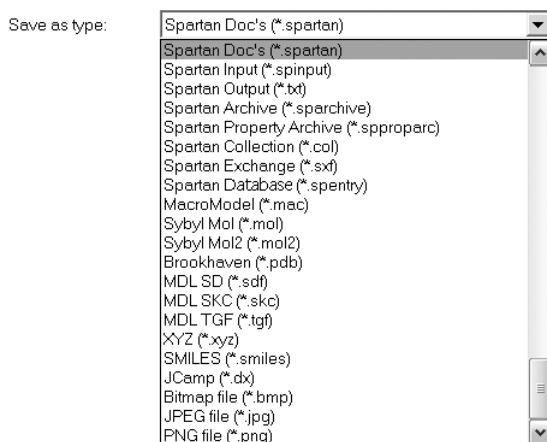 Save as type: Spartan Doc's (*.spartan)
Spartan Doc's (*.spartan)
Spartan Input (*.spinput)
Spartan Output (*.txt)
Spartan Archive (*.sparchive)
Spartan Property Archive (*.spproparc)
Spartan Collection (*.col)
Spartan Exchange (*.sxf)
Spartan Database (*.spentry)
MacroModel (*.mac)
Sybyl Mol (*.mol)
Sybyl Mol2 (*.mol2)
Brookhaven (*.pdb)
MDL SD (*.sdf)
MDL SKC (*.skc)
MDL TGF (*.tgf)
XYZ (*.xyz)
SMILES (*.smiles)
JCamp (*.dx)
Bitmap file (*.bmp)
JPEG file (*.jpg)
PNG file (*.png)